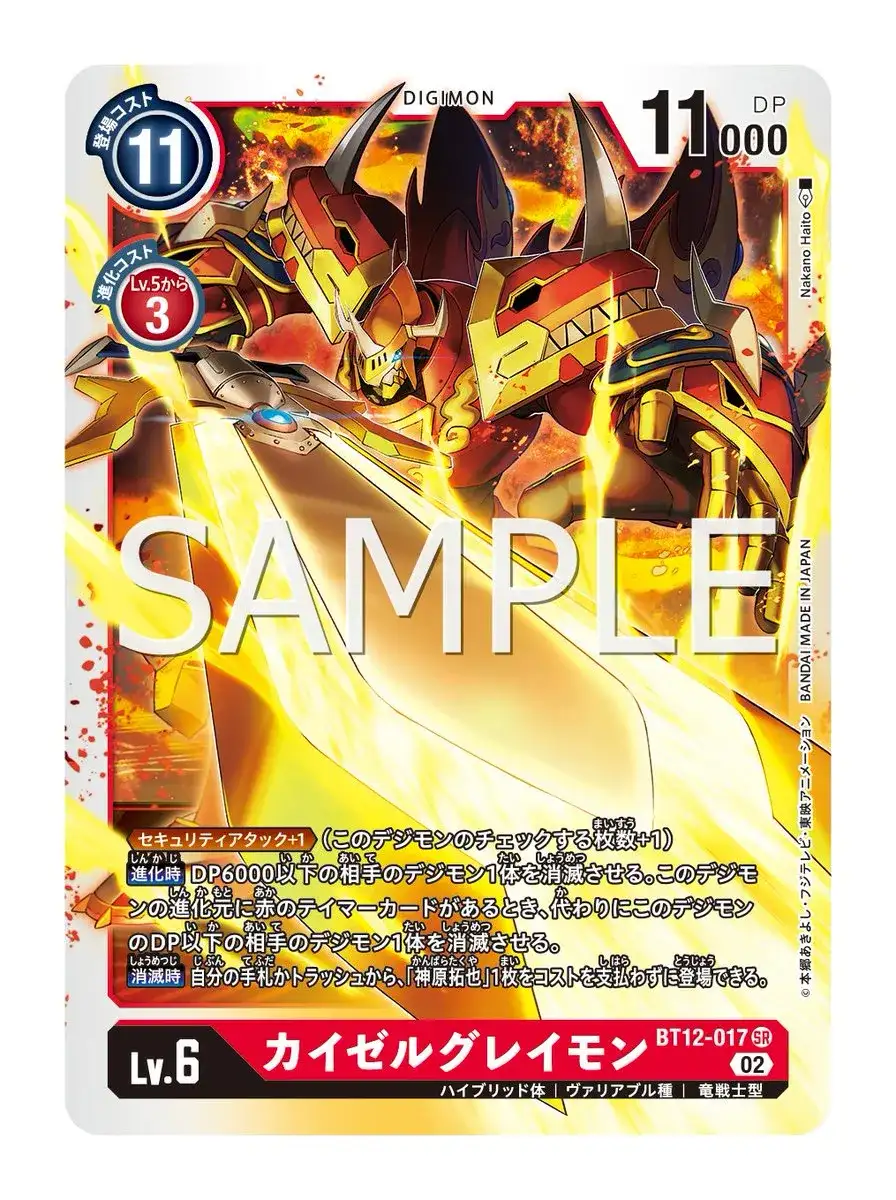 DIGIMON
登場コスト
11
11000
DP
進化コスト
Lv.5から
3
Nakano Haito
SAMPLE
セキュリティアタック+1 (このデジモンのチェックする枚数+1)
進化時 DP6000以下の相手のデジモン1体を消滅させる。このデジモ
ンの進化元に赤のテイマーカードがあるとき、代わりにこのデジモン
のDP以下の相手のデジモン1体を消滅させる。
消滅時 自分の手札かトラッシュから、「神原拓也」1枚をコストを支払わずに登場できる。
©本郷あきよし・フジテレビ・東映アニメーション BANDAI MADE IN JAPAN
Lv.6
カイゼルグレイモン
BT12-017 SR
02
ハイブリッド体 | ヴァリアブル種 | 竜戦士型